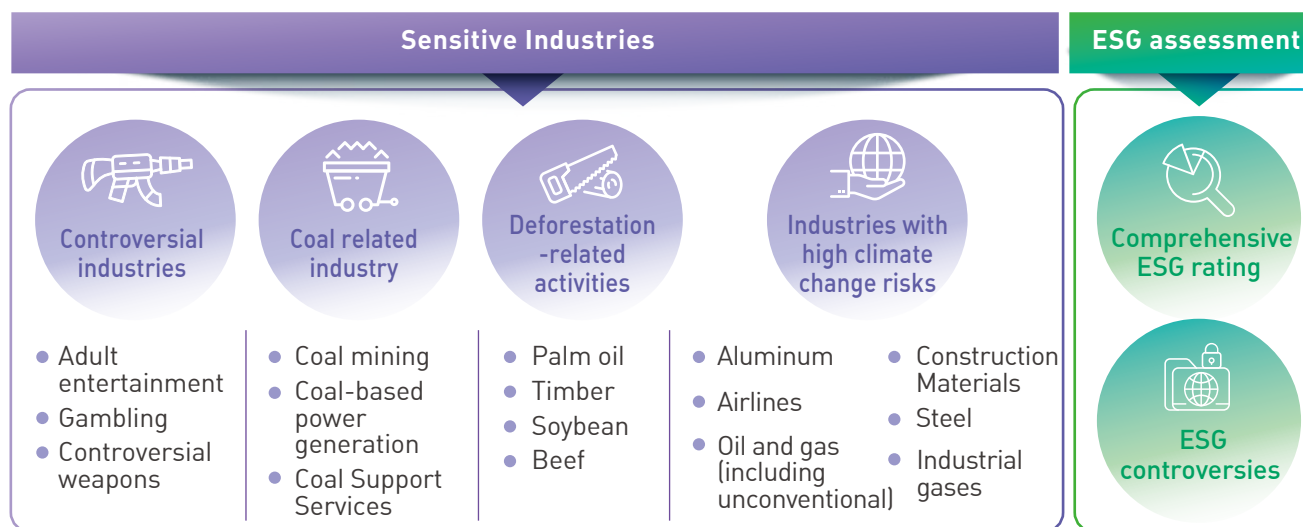 Sensitive Industries
ESG assessment
Controversial
industries
Coal related
industry
Deforestation
-related
activities
Industries with
high climate
change risks
Comprehensive
ESG rating
Adult
entertainment
Gambling
Controversial
weapons
Coal mining
Coal-based
power
generation
Coal Support
Services
Palm oil
Timber
Soybean
Beef
Aluminum
Airlines
Oil and gas
(including
unconventional)
Construction
Materials
Steel
Industrial
gases
ESG
controversies